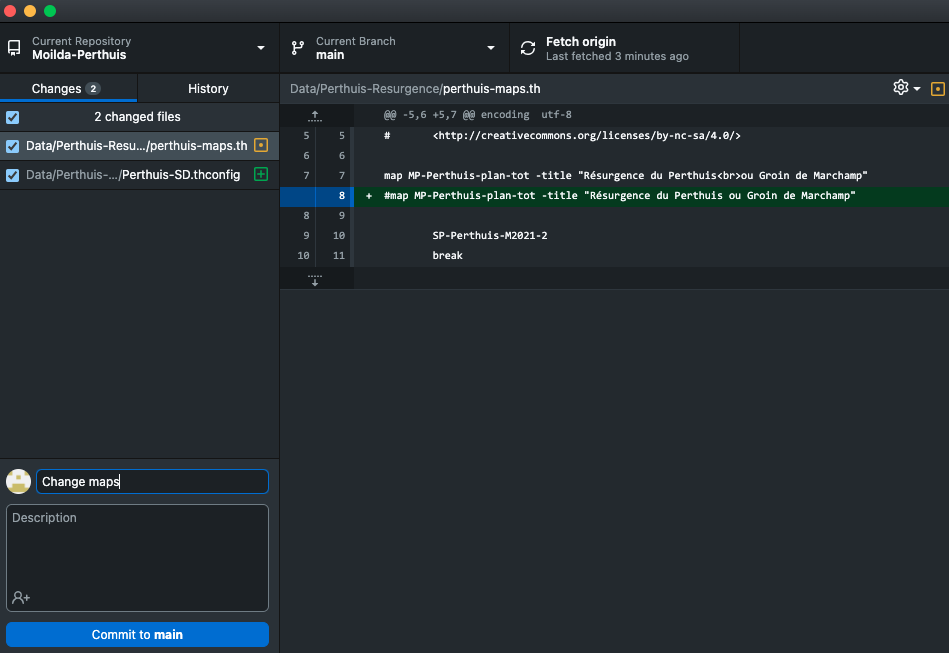 Current Repository
Moilda-Perthuis
Current Branch
main
Fetch origin
Last fetched 3 minutes ago
Changes 2
History
2 changed files
Data/Perthuis-Resu.../perthuis-maps.th
Data/Perthuis-.../Perthuis-SD.thconfig
Data/Perthuis-Resurgence/perthuis-maps.th
@@ -5,6 +5,7 @@ encoding  utf-8
5 5 #       <http://creativecommons.org/licenses/by-nc-sa/4.0/>
6 6
7 7 map MP-Perthuis-plan-tot -title "Résurgence du Perthuis<br>ou Groin de Marchamp"
8 + #map MP-Perthuis-plan-tot -title "Résurgence du Perthuis ou Groin de Marchamp"
8 9
9 10         SP-Perthuis-M2021-2
10 11         break
Change maps
Description
Commit to main